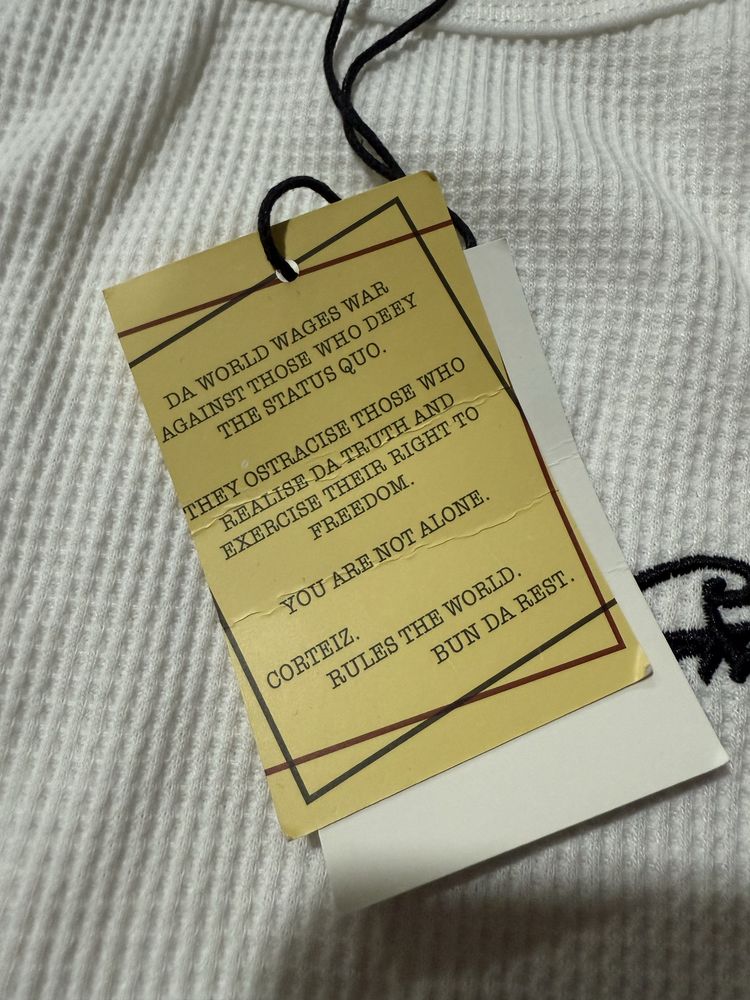 DA WORLD WAGES WAR
AGAINST THOSE WHO DEEY
THE STATUS QUO.
THEY OSTRACISE THOSE WHO
REALISE DA TRUTH AND
EXERCISE THEIR RIGHT TO
FREEDOM.
YOU ARE NOT ALONE.
CORTEIZ.
RULES THE WORLD.
BUN DA REST.